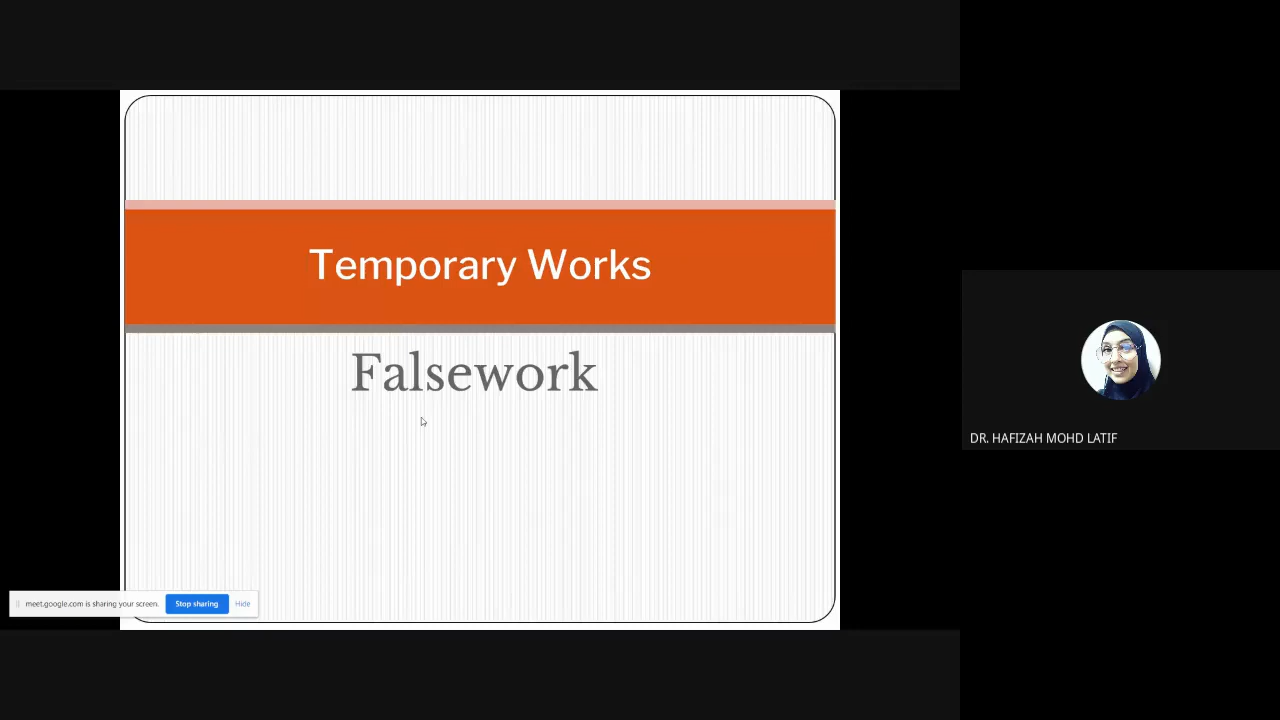 Temporary Works
Falsework
DR. HAFIZAH MOHD LATIF
meet.google.com is sharing your screen.
Stop sharing
Hide